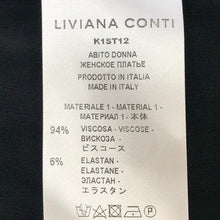 LIVIANA CONTI
K1ST12
ABITO DONNA
ЖЕНСКОЕ ПЛАТЬЕ
PRODOTTO IN ITALIA
MADE IN ITALY
MATERIALE 1 - MATERIAL 1 -
МАТЕРИАЛ 1 - 本体
94% VISCOSA - VISCOSE -
ВИСКОЗА -
ビスコース
6% ELASTAN -
ELASTANE -
ЭЛАСТАН -
エラスタン